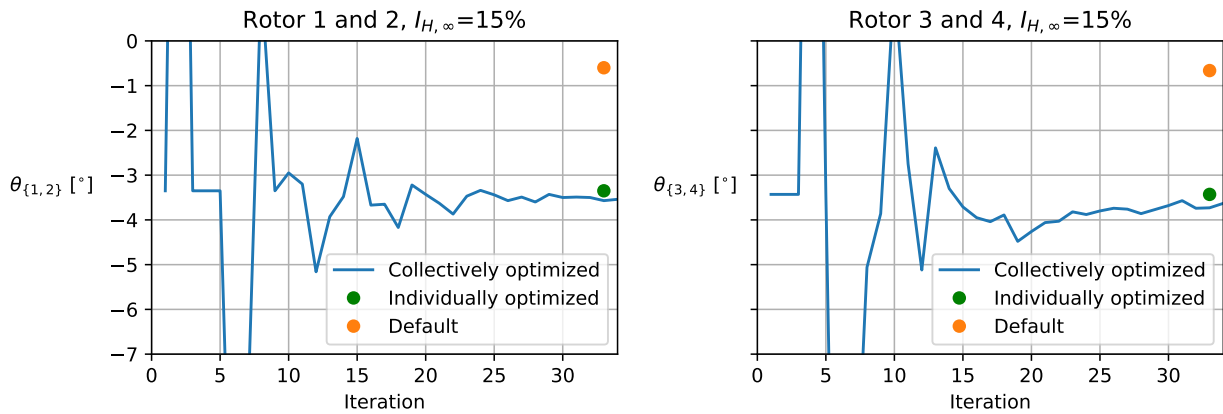 Rotor 1 and 2, I_{H,∞}=15%
0
−1
−2
−3
−4
−5
−6
−7
θ_{{1, 2}} [°]
Collectively optimized
Individually optimized
Default
0 5 10 15 20 25 30
Iteration
Rotor 3 and 4, I_{H,∞}=15%
θ_{{3, 4}} [°]
Collectively optimized
Individually optimized
Default
0 5 10 15 20 25 30
Iteration